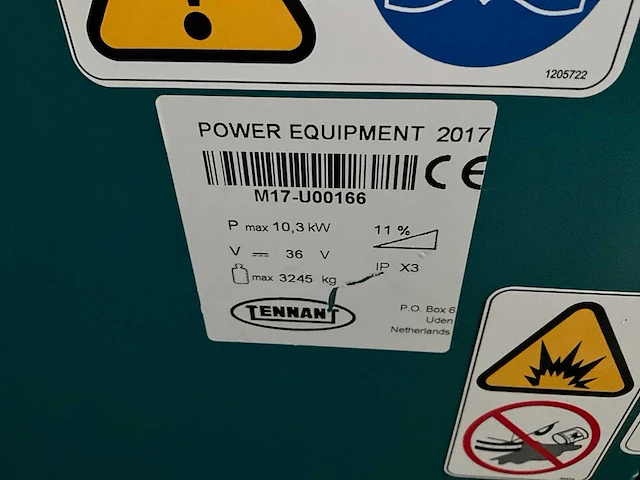 1205722
POWER EQUIPMENT 2017
CE
M17-U00166
P max 10,3 kW
11 %
V 36 V
IP X3
max 3245 kg
TENNANT
P.O. Box 6
Uden
Netherlands